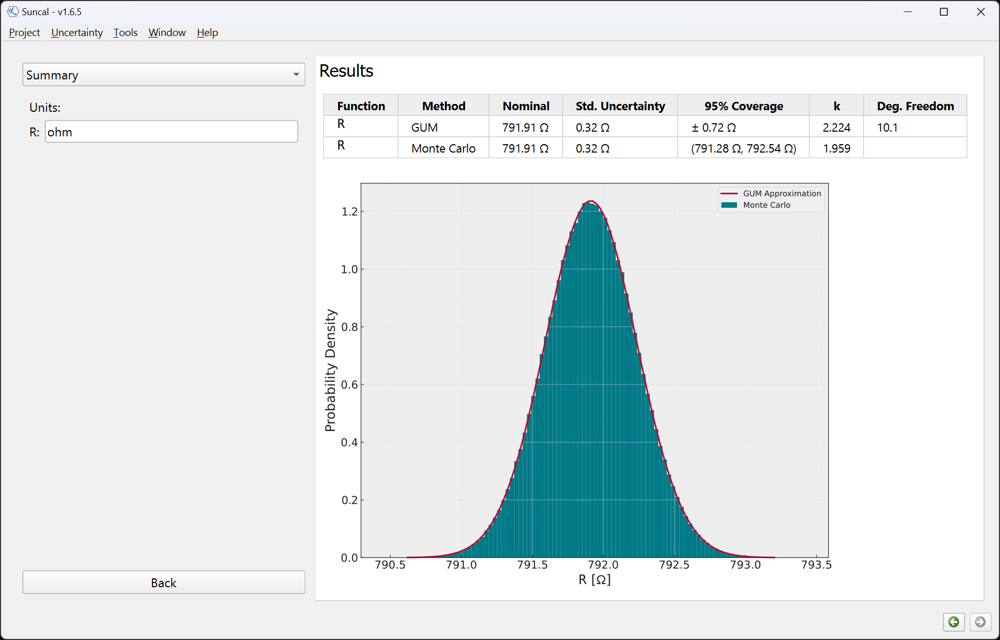 Suncal - v1.6.5
Project Uncertainty Tools Window Help
Summary
Units:
R: ohm
Back
Results
Function Method Nominal Std. Uncertainty 95% Coverage k Deg. Freedom
R GUM 791.91 Ω 0.32 Ω ± 0.72 Ω 2.224 10.1
R Monte Carlo 791.91 Ω 0.32 Ω (791.28 Ω, 792.54 Ω) 1.959
GUM Approximation
Monte Carlo
Probability Density
1.2
1.0
0.8
0.6
0.4
0.2
0.0
790.5 791.0 791.5 792.0 792.5 793.0 793.5
R [Ω]